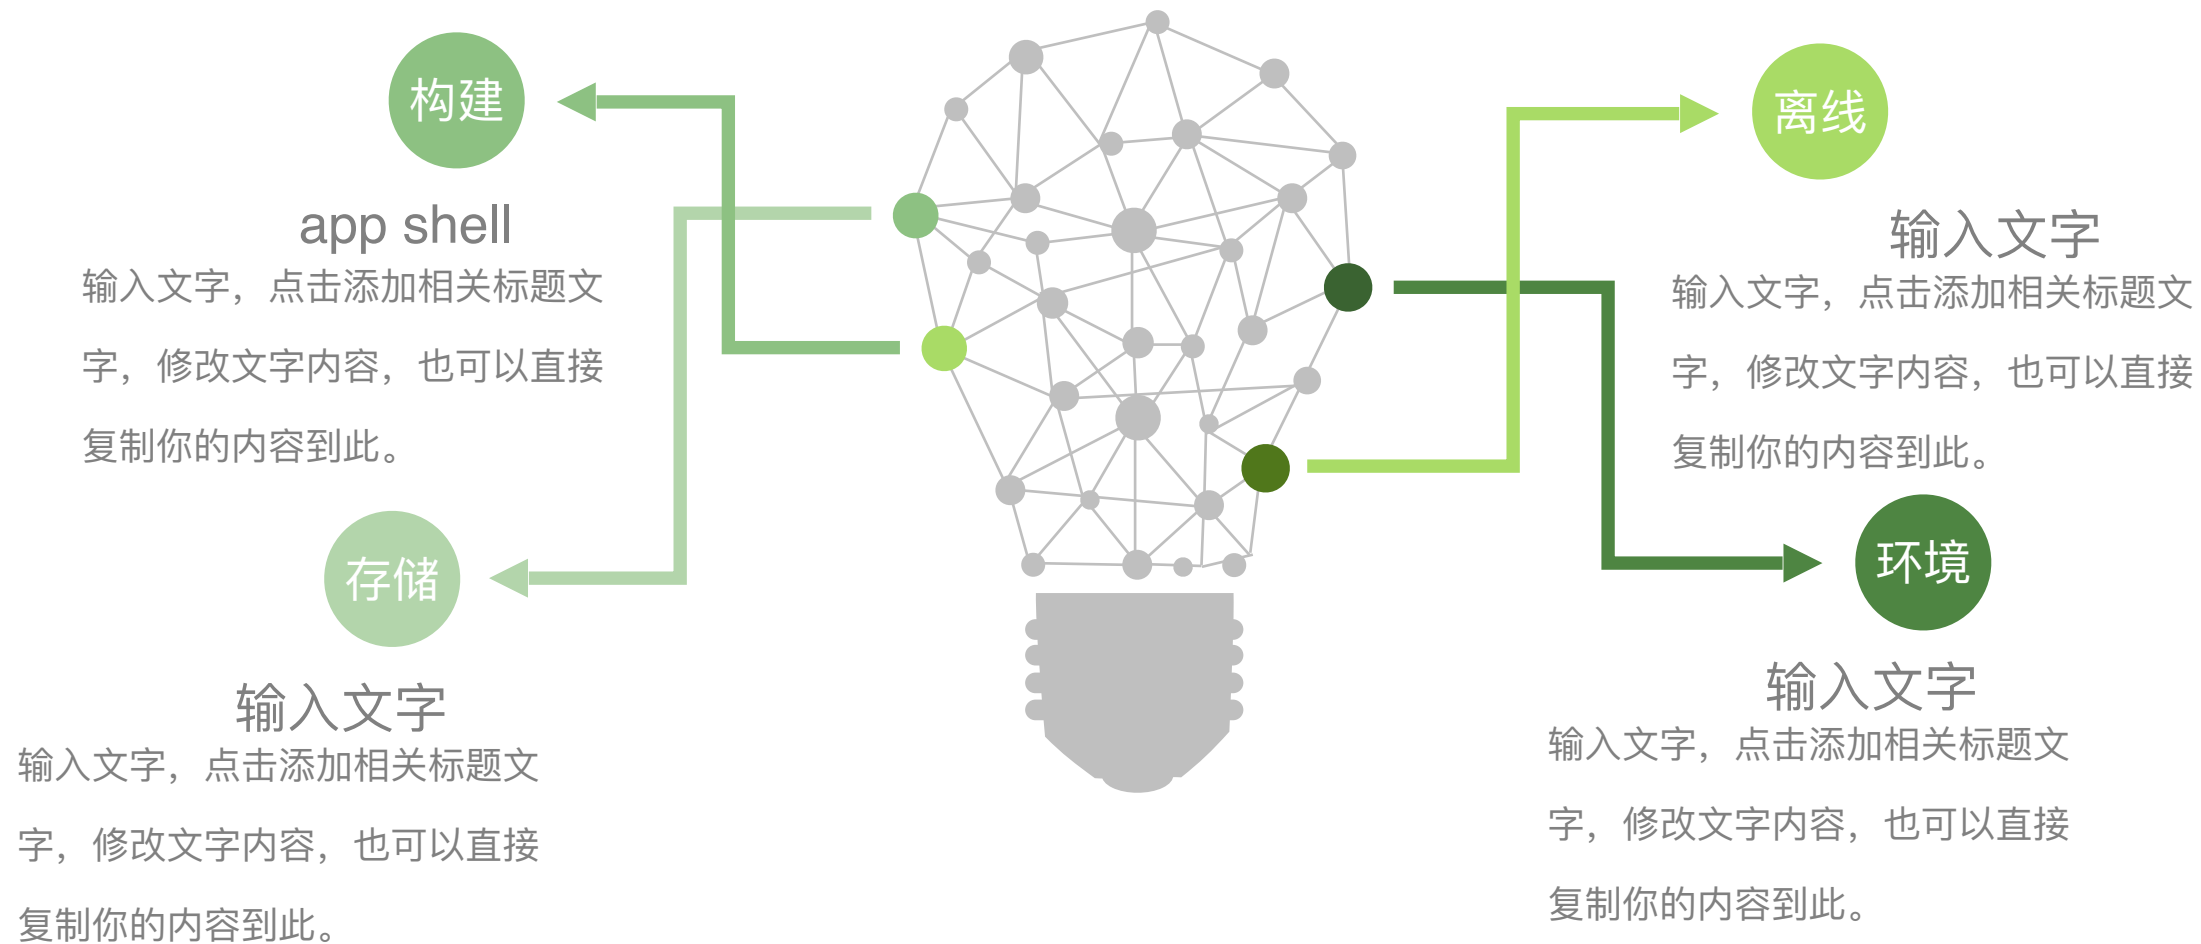 构建
app shell
输入文字，点击添加相关标题文
字，修改文字内容，也可以直接
复制你的内容到此。
存储
输入文字
输入文字，点击添加相关标题文
字，修改文字内容，也可以直接
复制你的内容到此。
离线
输入文字
输入文字，点击添加相关标题文
字，修改文字内容，也可以直接
复制你的内容到此。
环境
输入文字
输入文字，点击添加相关标题文
字，修改文字内容，也可以直接
复制你的内容到此。